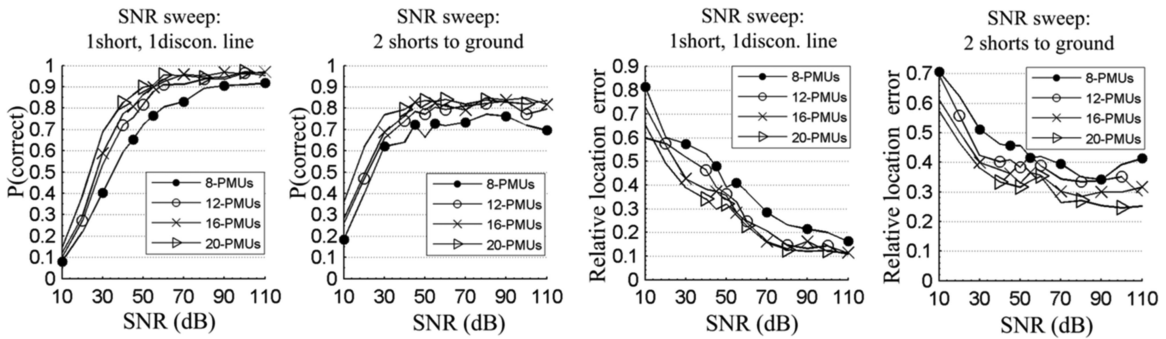 SNR sweep:
1short, 1discon. line
P(correct)
1
0.9
0.8
0.7
0.6
0.5
0.4
0.3
0.2
0.1
0
8-PMUs
12-PMUs
16-PMUs
20-PMUs
10 30 50 70 90 110
SNR (dB)
SNR sweep:
2 shorts to ground
P(correct)
1
0.9
0.8
0.7
0.6
0.5
0.4
0.3
0.2
0.1
0
8-PMUs
12-PMUs
16-PMUs
20-PMUs
10 30 50 70 90 110
SNR (dB)
SNR sweep:
1short, 1discon. line
Relative location error
0.9
0.8
0.7
0.6
0.5
0.4
0.3
0.2
0.1
0
8-PMUs
12-PMUs
16-PMUs
20-PMUs
10 30 50 70 90 110
SNR (dB)
SNR sweep:
2 shorts to ground
Relative location error
0.7
0.6
0.5
0.4
0.3
0.2
0.1
0
8-PMUs
12-PMUs
16-PMUs
20-PMUs
10 30 50 70 90 110
SNR (dB)